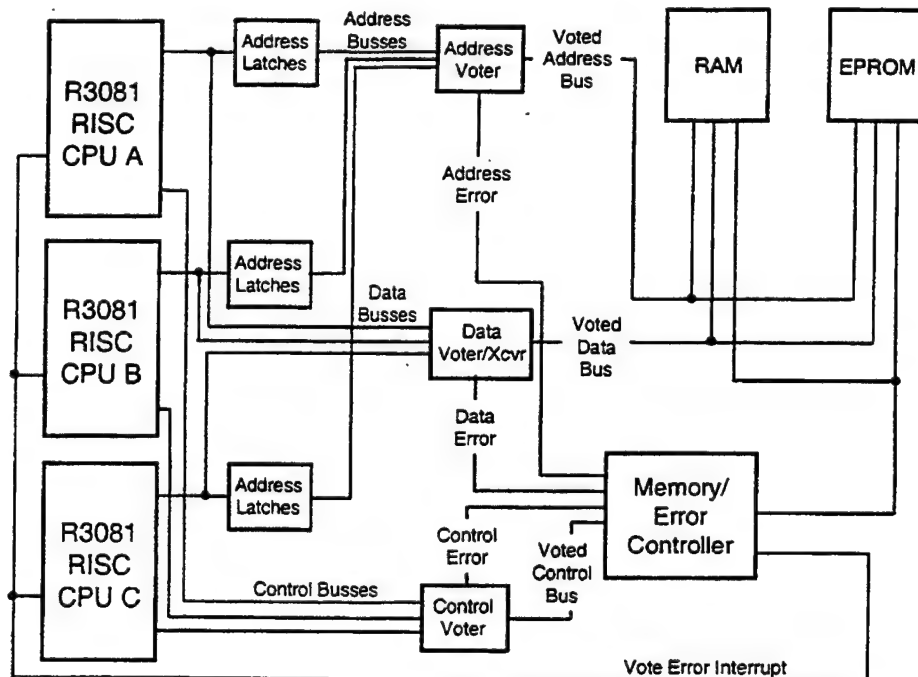 R3081
RISC
CPU A
Address
Latches
Address
Busses
Address
Voter
Voted
Address
Bus
RAM
EPROM
Address
Error
R3081
RISC
CPU B
Address
Latches
Data
Busses
Data
Voter/Xcvr
Voted
Data
Bus
Data
Error
R3081
RISC
CPU C
Address
Latches
Memory/
Error
Controller
Control
Error
Voted
Control
Bus
Control Busses
Control
Voter
Vote Error Interrupt